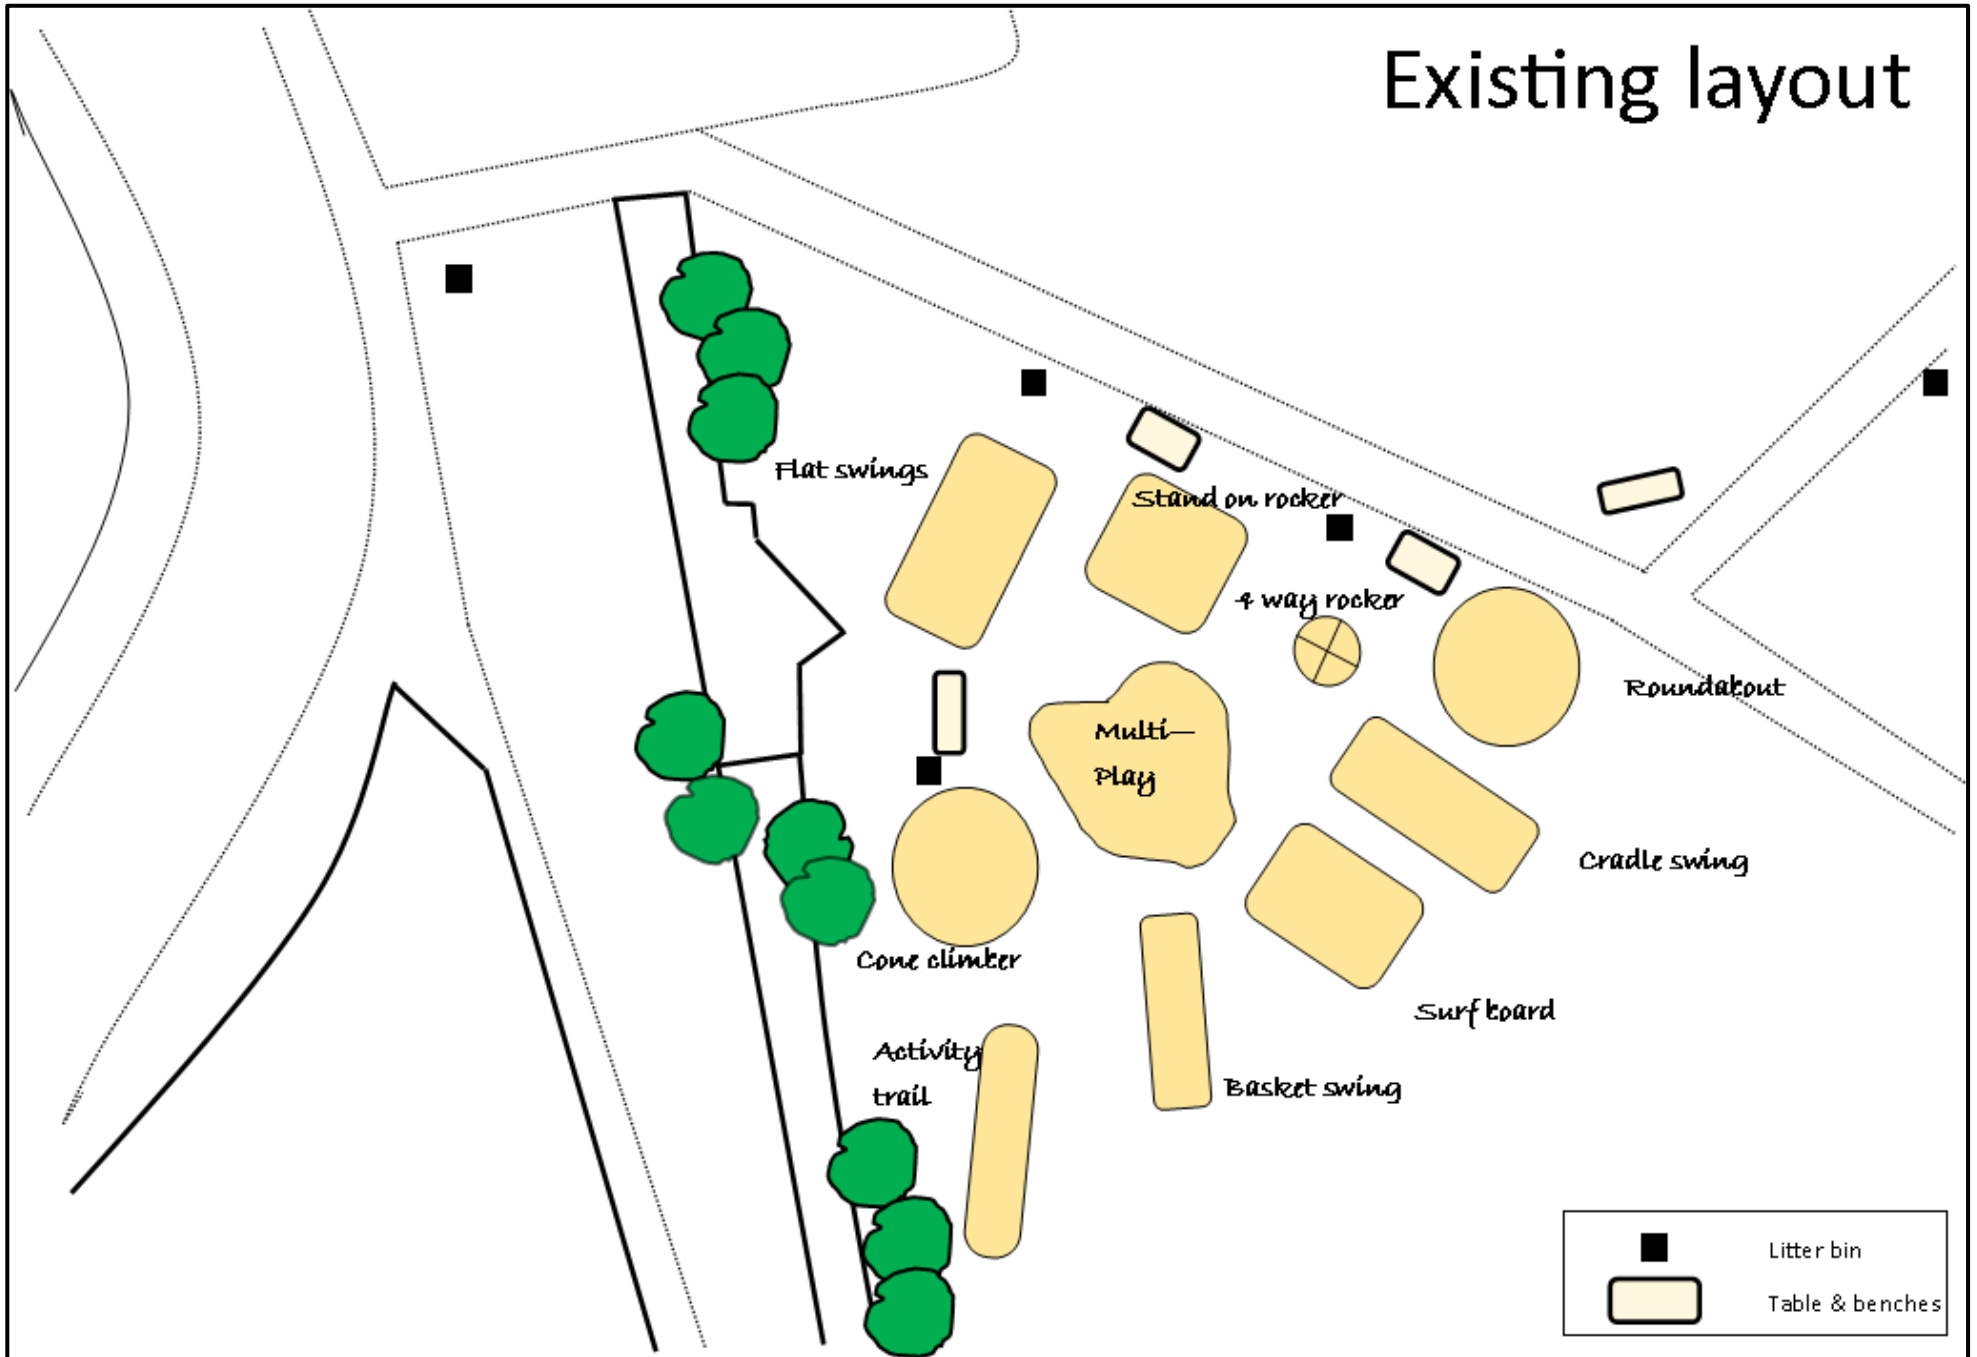 Existing layout
Flat swings
Stand on rocker
4 way rocker
Roundabout
Multi—
Play
Cradle swing
Cone climber
Surf board
Activity
trail
Basket swing
Litter bin
Table & benches